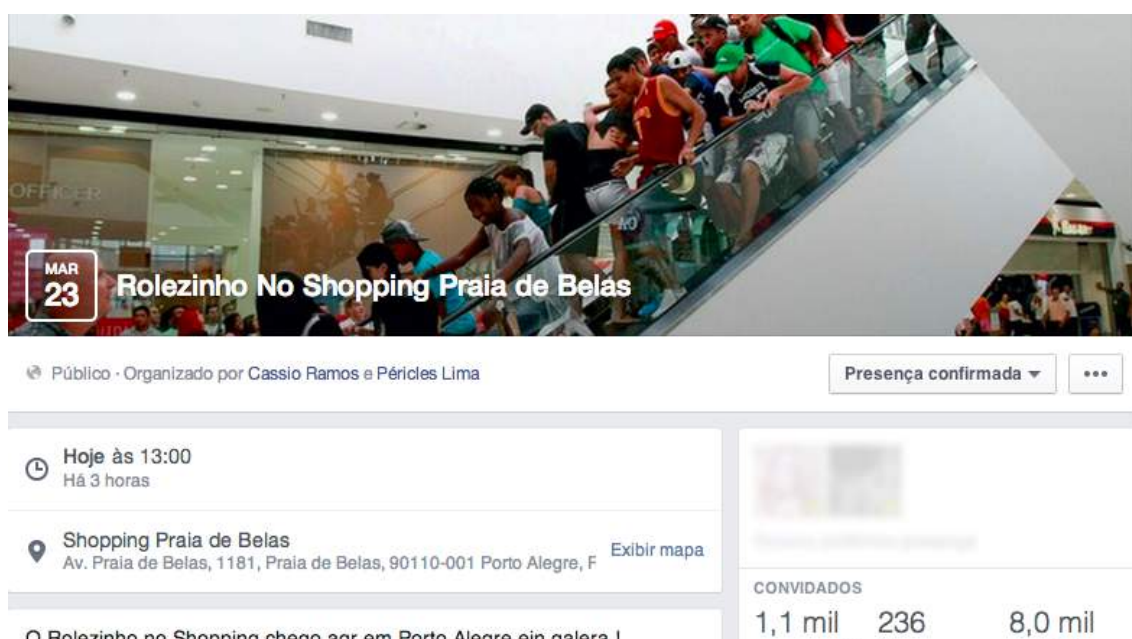 OFFICER
MAR
23
Rolezinho No Shopping Praia de Belas
Público · Organizado por Cassio Ramos e Péricles Lima
Presença confirmada
Hoje às 13:00
Há 3 horas
Shopping Praia de Belas
Av. Praia de Belas, 1181, Praia de Belas, 90110-001 Porto Alegre, F
Exibir mapa
CONVIDADOS
1,1 mil 236 8,0 mil
O Rolezinho no Shopping chego agr em Porto Alegre ein galera !